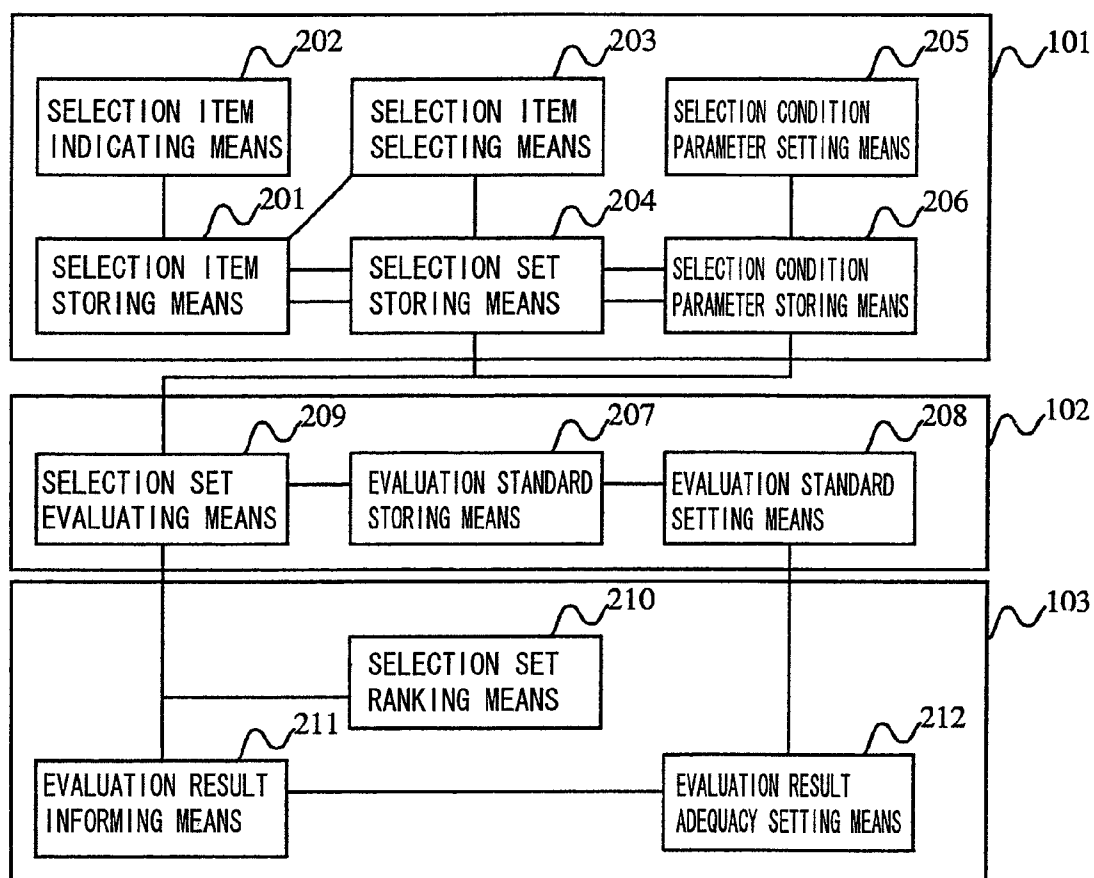 202
203
205
101
SELECTION ITEM
INDICATING MEANS
SELECTION ITEM
SELECTING MEANS
SELECTION CONDITION
PARAMETER SETTING MEANS
201
204
206
SELECTION ITEM
STORING MEANS
SELECTION SET
STORING MEANS
SELECTION CONDITION
PARAMETER STORING MEANS
102
209
207
208
SELECTION SET
EVALUATING MEANS
EVALUATION STANDARD
STORING MEANS
EVALUATION STANDARD
SETTING MEANS
103
210
SELECTION SET
RANKING MEANS
211
212
EVALUATION RESULT
INFORMING MEANS
EVALUATION RESULT
ADEQUACY SETTING MEANS